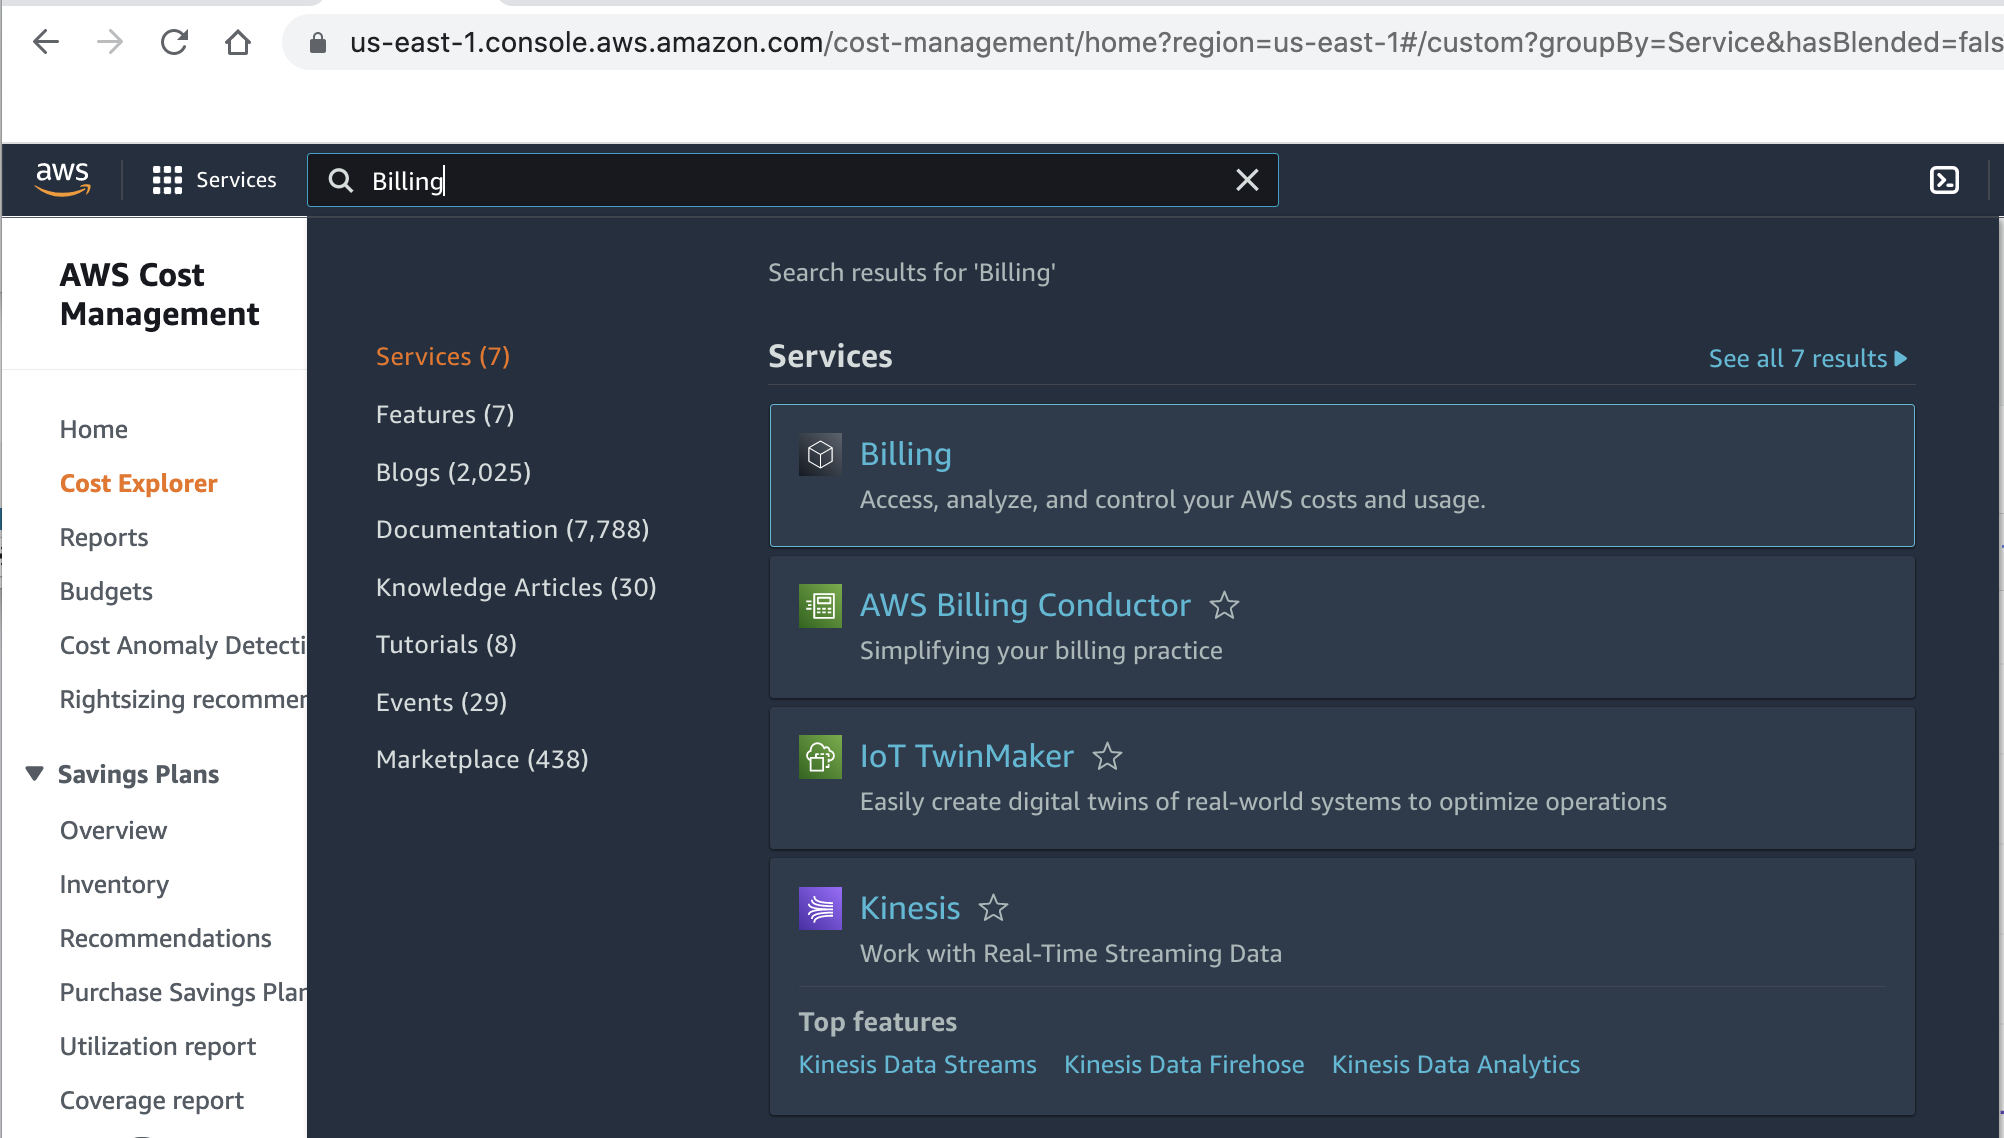 us-east-1.console.aws.amazon.com/cost-management/home?region=us-east-1#/custom?groupBy=Service&hasBlended=fals
aws
Services
Billing
AWS Cost
Management
Home
Cost Explorer
Reports
Budgets
Cost Anomaly Detecti
Rightsizing recommen
Savings Plans
Overview
Inventory
Recommendations
Purchase Savings Plan
Utilization report
Coverage report
Search results for 'Billing'
Services (7)
Features (7)
Blogs (2,025)
Documentation (7,788)
Knowledge Articles (30)
Tutorials (8)
Events (29)
Marketplace (438)
Services
See all 7 results
Billing
Access, analyze, and control your AWS costs and usage.
AWS Billing Conductor
Simplifying your billing practice
IoT TwinMaker
Easily create digital twins of real-world systems to optimize operations
Kinesis
Work with Real-Time Streaming Data
Top features
Kinesis Data Streams Kinesis Data Firehose Kinesis Data Analytics